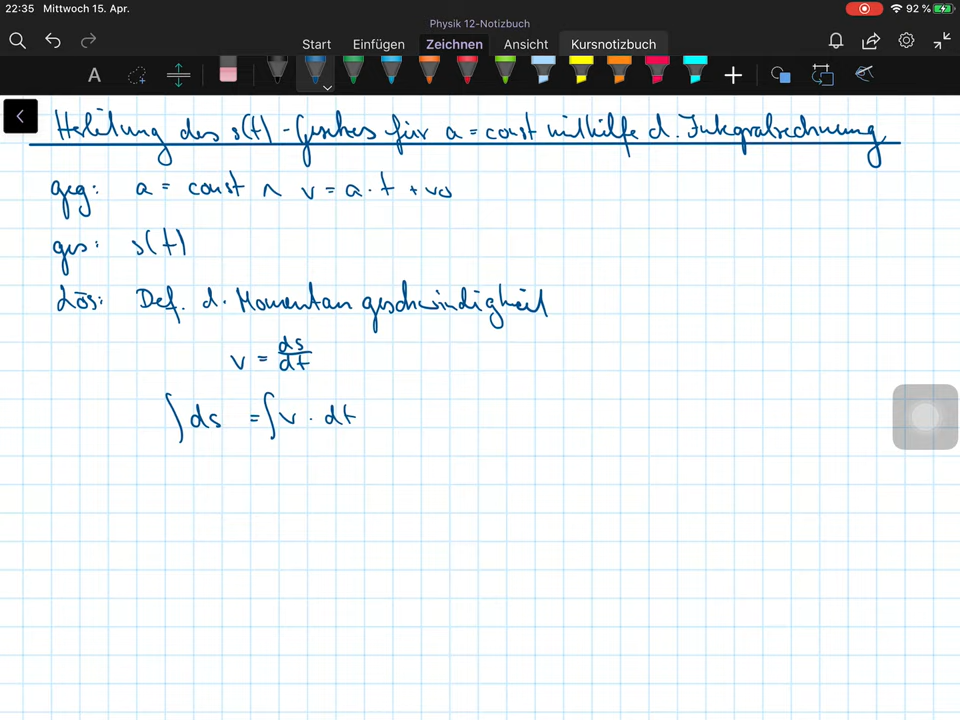 22:35 Mittwoch 15. Apr. 92 %
Physik 12-Notizbuch
Start Einfügen Zeichnen Ansicht Kursnotizbuch
A
Herleitung des s(t) - Gesetzes für a = const mithilfe d. Integralrechnung
geg: a = const ∧ v = a · t + v0
ges: s(t)
Lös: Def. d. Momentangeschwindigkeit
v = ds/dt
∫ ds = ∫ v · dt